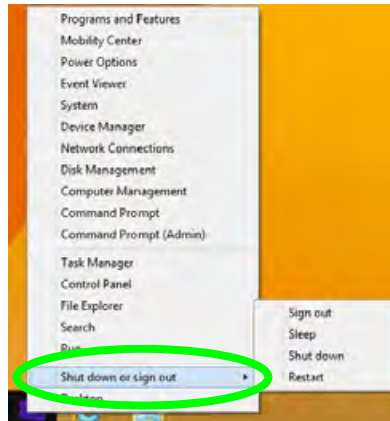 Programs and Features
Mobility Center
Power Options
Event Viewer
System
Device Manager
Network Connections
Disk Management
Computer Management
Command Prompt
Command Prompt (Admin)
Task Manager
Control Panel
File Explorer
Search
Run
Shut down or sign out
Desktop
Sign out
Sleep
Shut down
Restart